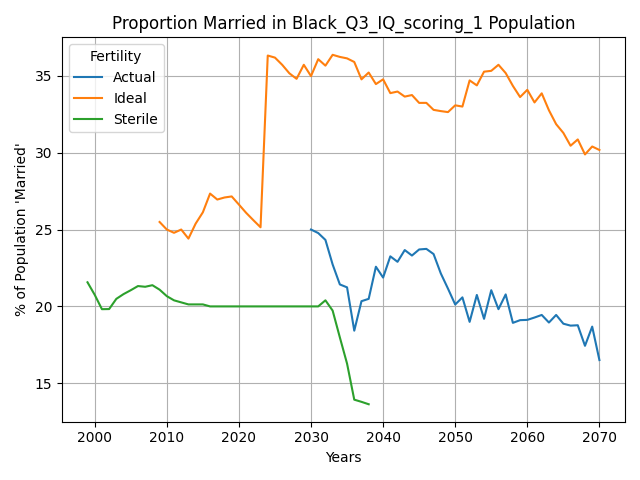 Proportion Married in Black_Q3_IQ_scoring_1 Population
% of Population 'Married'
35
30
25
20
15
Fertility
Actual
Ideal
Sterile
2000 2010 2020 2030 2040 2050 2060 2070
Years